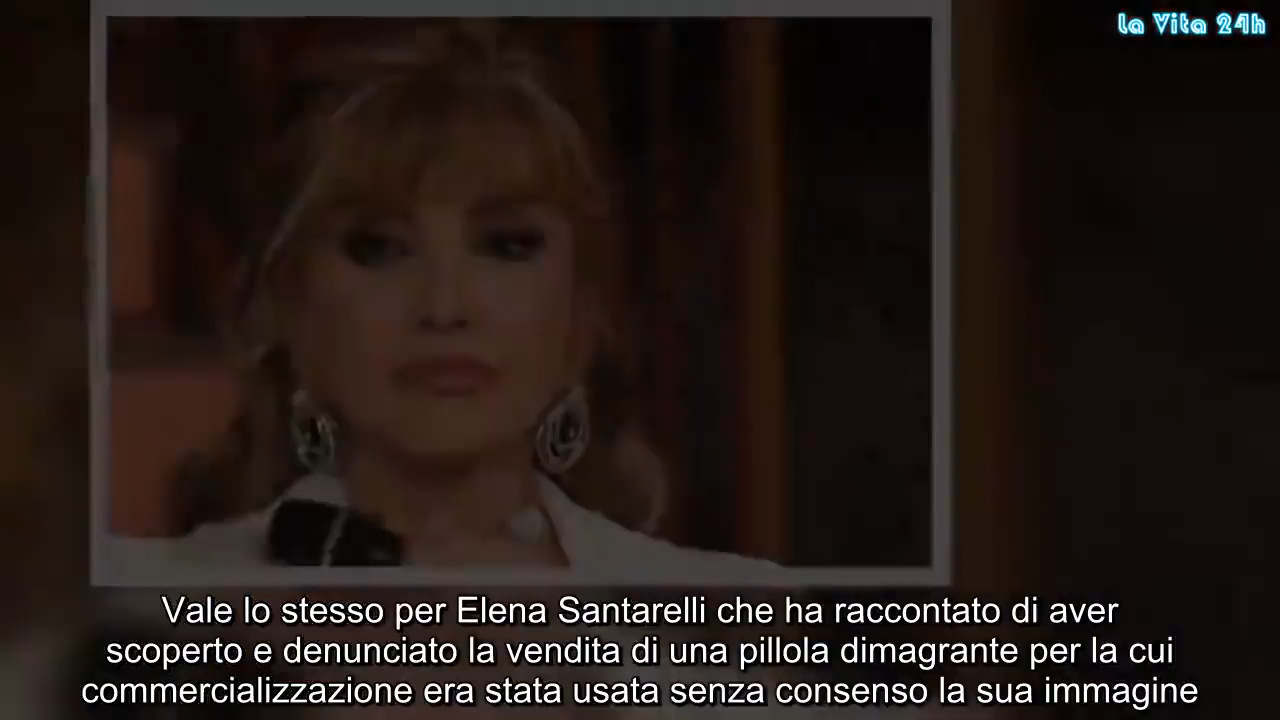 La Vita 24h
Vale lo stesso per Elena Santarelli che ha raccontato di aver
scoperto e denunciato la vendita di una pillola dimagrante per la cui
commercializzazione era stata usata senza consenso la sua immagine